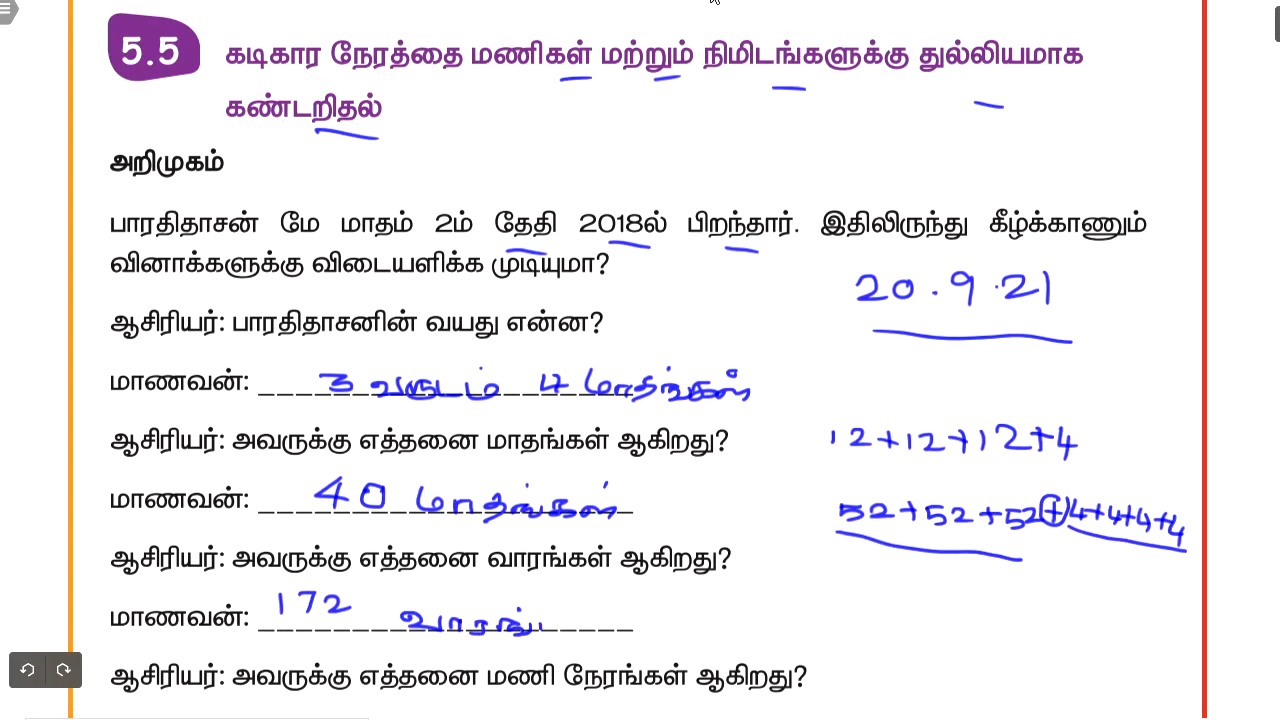 5.5 கடிகார நேரத்தை மணிகள் மற்றும் நிமிடங்களுக்கு துல்லியமாக
கண்டறிதல்
அறிமுகம்
பாரதிதாசன் மே மாதம் 2ம் தேதி 2018ல் பிறந்தார். இதிலிருந்து கீழ்க்காணும்
வினாக்களுக்கு விடையளிக்க முடியுமா?
20.9.21
ஆசிரியர்: பாரதிதாசனின் வயது என்ன?
மாணவன்: 3 வருடம் 4 மாதங்கள்
ஆசிரியர்: அவருக்கு எத்தனை மாதங்கள் ஆகிறது? 12+12+12+4
மாணவன்: 40 மாதங்கள் 52+52+52+4+4+4+4
ஆசிரியர்: அவருக்கு எத்தனை வாரங்கள் ஆகிறது?
மாணவன்: 172 வாரங்
ஆசிரியர்: அவருக்கு எத்தனை மணி நேரங்கள் ஆகிறது?